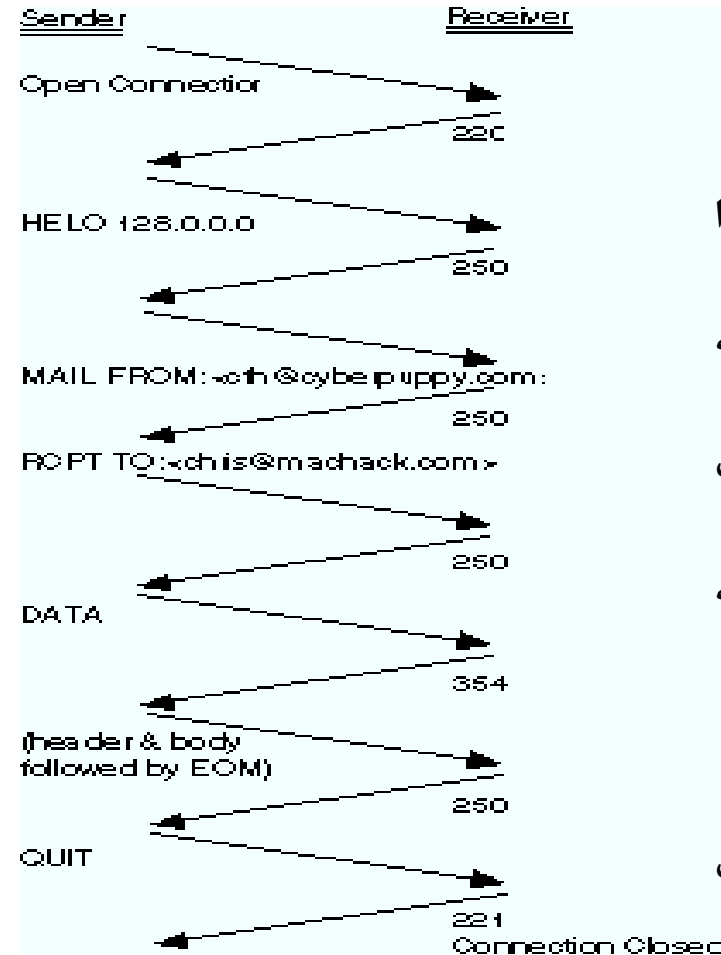 Sender
Receiver
Open Connection
220
HELO 128.0.0.0
250
MAIL FROM:<cth@cyberpuppy.com>
250
RCPT TO:<chris@machack.com>
250
DATA
354
(header & body
followed by EOM)
250
QUIT
221
Connection Closed